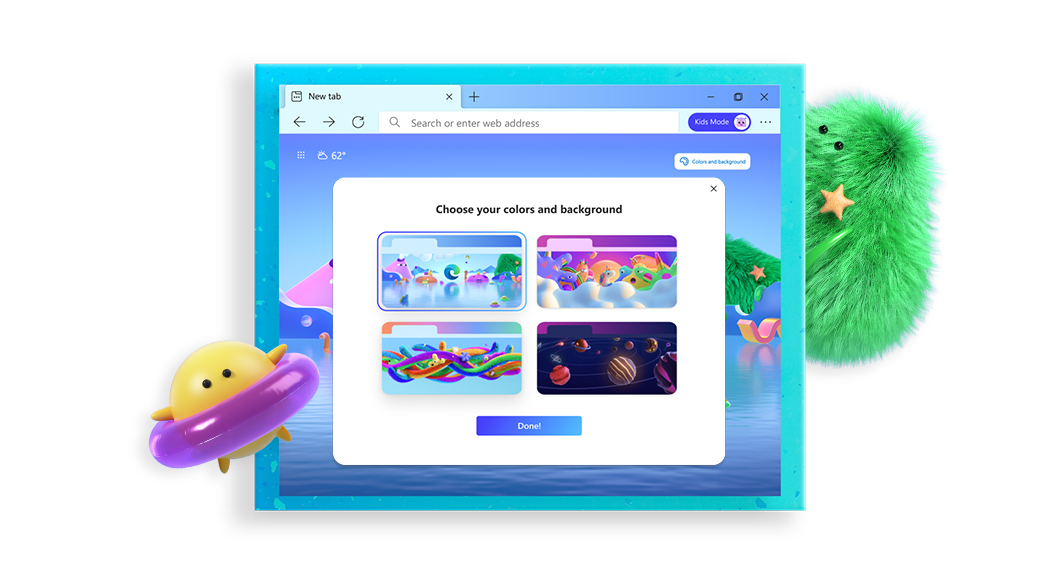 New tab
Search or enter web address
Kids Mode
62°
Colors and background
Choose your colors and background
Done!